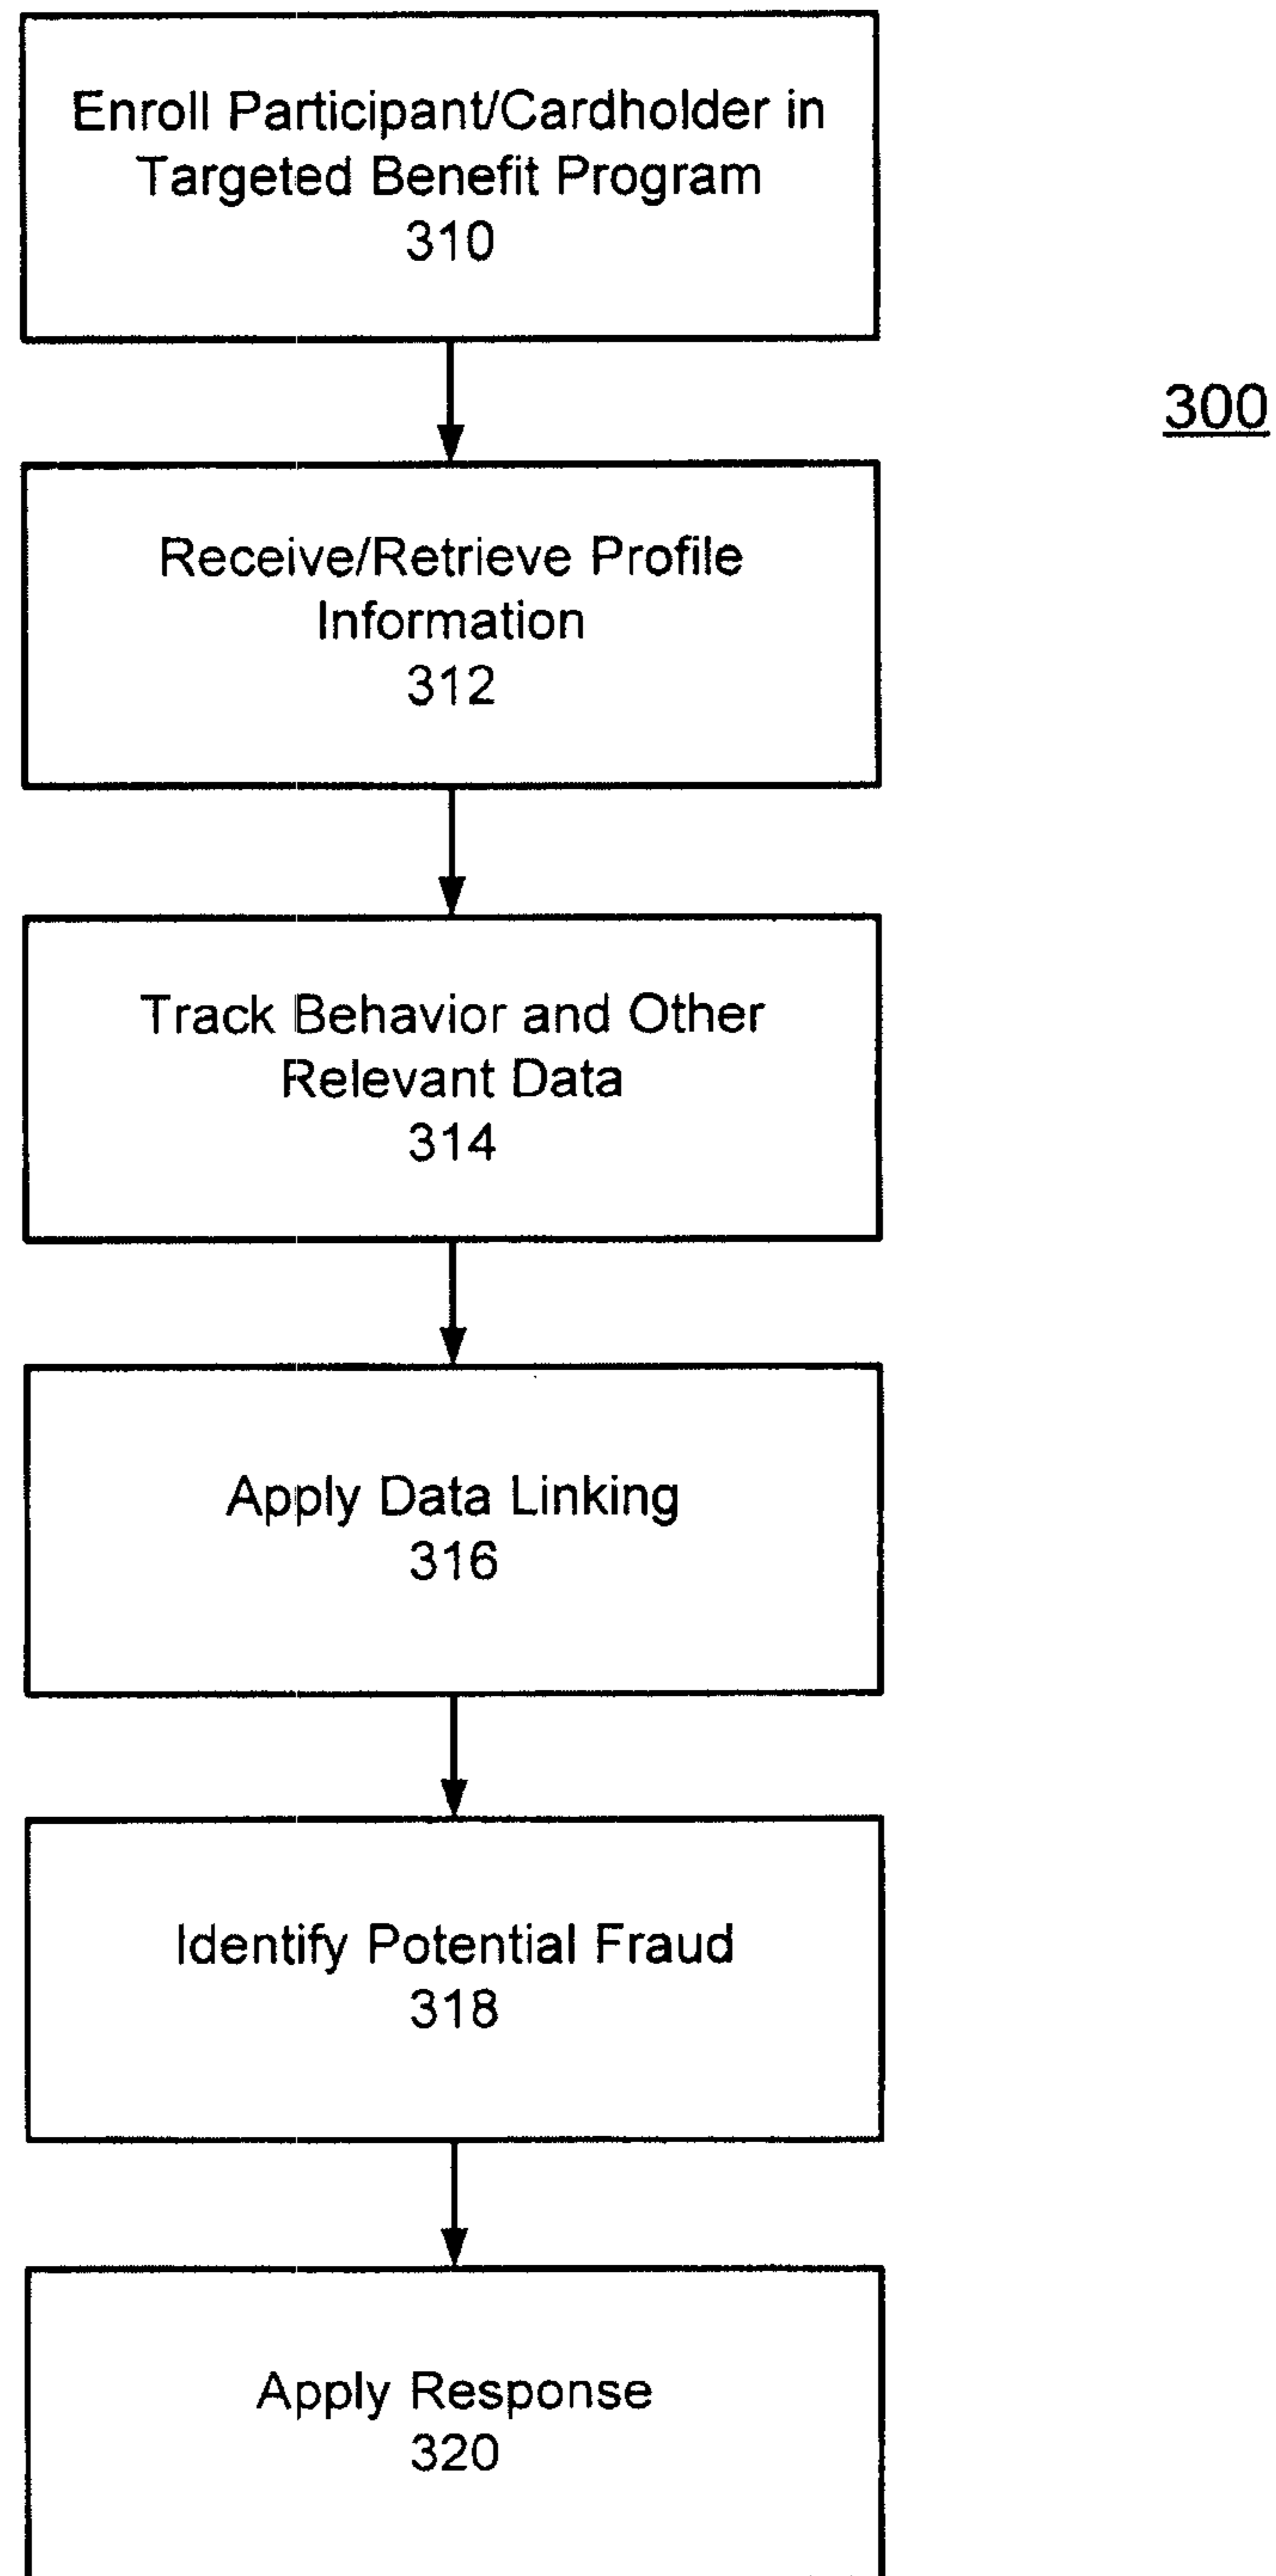 Enroll Participant/Cardholder in
Targeted Benefit Program
310
300
Receive/Retrieve Profile
Information
312
Track Behavior and Other
Relevant Data
314
Apply Data Linking
316
Identify Potential Fraud
318
Apply Response
320